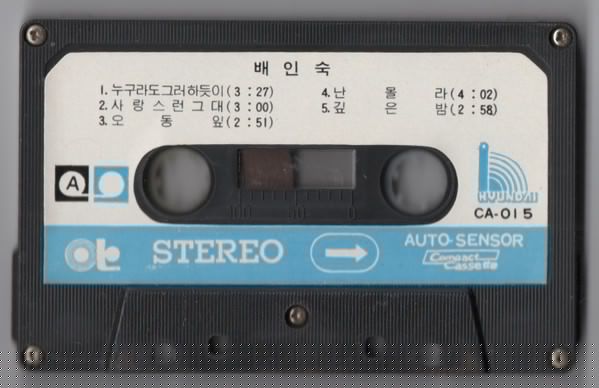 배 인 숙
1. 누구라도그러하듯이 (3 : 27)
2. 사 랑 스 런 그 대 (3 : 00)
3. 오 동 잎 (2 : 51)
4. 난 몰 라 (4 : 02)
5. 깊 은 밤 (2 : 58)
A
100 50 0
HYUNDAI
CA-015
STEREO
AUTO-SENSOR
Compact
Cassette